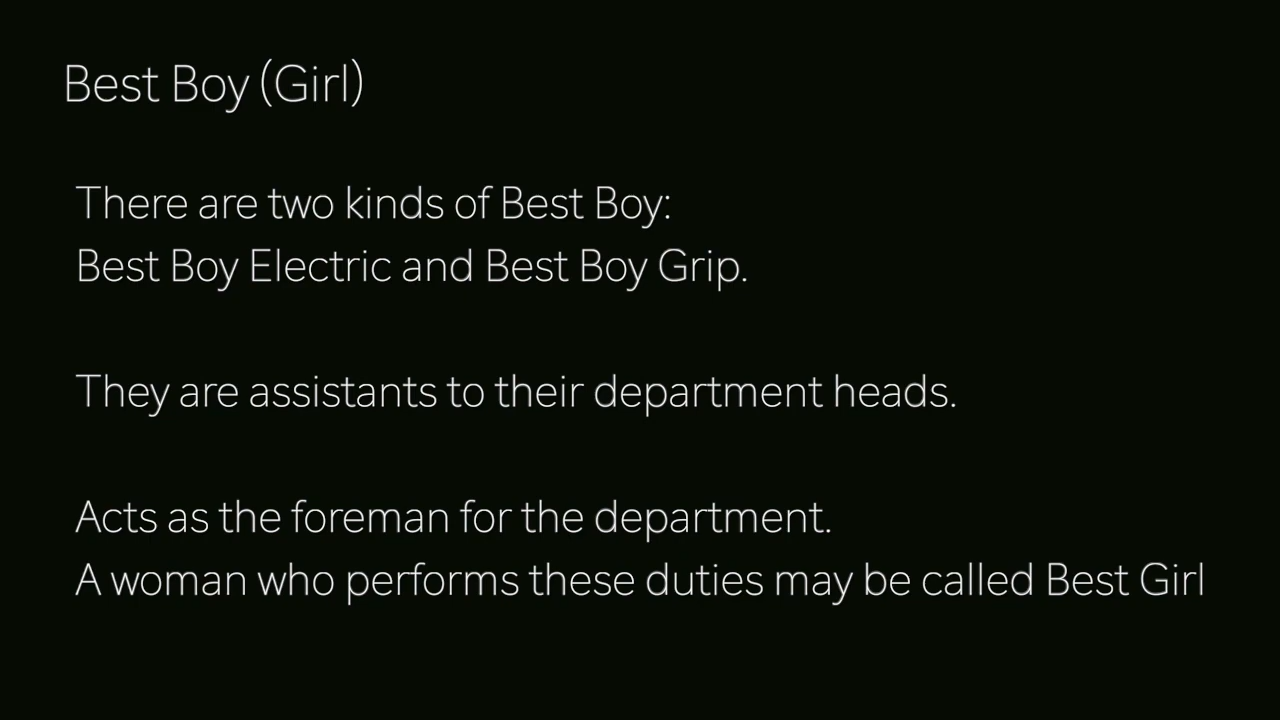 Best Boy (Girl)
There are two kinds of Best Boy:
Best Boy Electric and Best Boy Grip.
They are assistants to their department heads.
Acts as the foreman for the department.
A woman who performs these duties may be called Best Girl